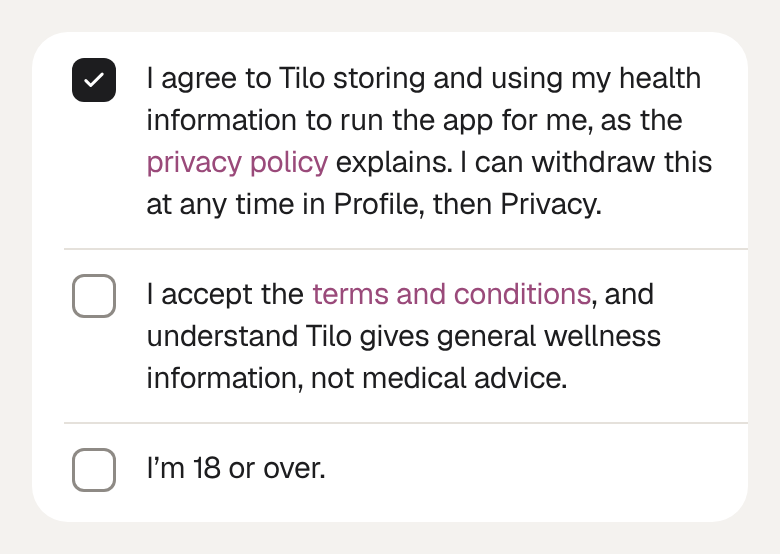 I agree to Tilo storing and using my health
information to run the app for me, as the
privacy policy explains. I can withdraw this
at any time in Profile, then Privacy.
I accept the terms and conditions, and
understand Tilo gives general wellness
information, not medical advice.
I’m 18 or over.